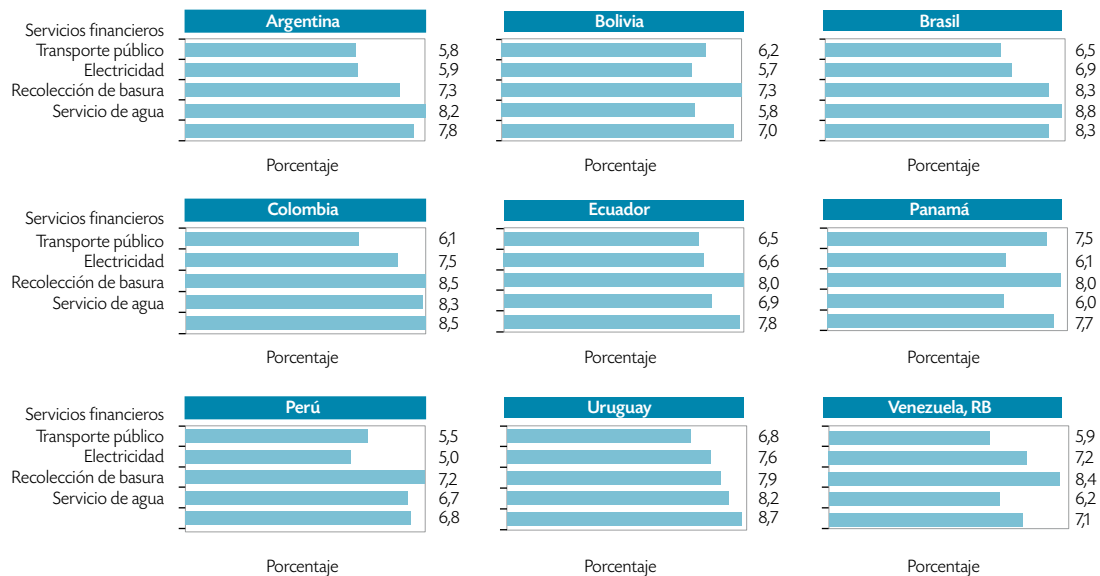 Argentina
Bolivia
Brasil
Servicios financieros
Transporte público
Electricidad
Recolección de basura
Servicio de agua
5,8
5,9
7,3
8,2
7,8
6,2
5,7
7,3
5,8
7,0
6,5
6,9
8,3
8,8
8,3
Porcentaje
Porcentaje
Porcentaje
Colombia
Ecuador
Panamá
Servicios financieros
Transporte público
Electricidad
Recolección de basura
Servicio de agua
6,1
7,5
8,5
8,3
8,5
6,5
6,6
8,0
6,9
7,8
7,5
6,1
8,0
6,0
7,7
Porcentaje
Porcentaje
Porcentaje
Perú
Uruguay
Venezuela, RB
Servicios financieros
Transporte público
Electricidad
Recolección de basura
Servicio de agua
5,5
5,0
7,2
6,7
6,8
6,8
7,6
7,9
8,2
8,7
5,9
7,2
8,4
6,2
7,1
Porcentaje
Porcentaje
Porcentaje